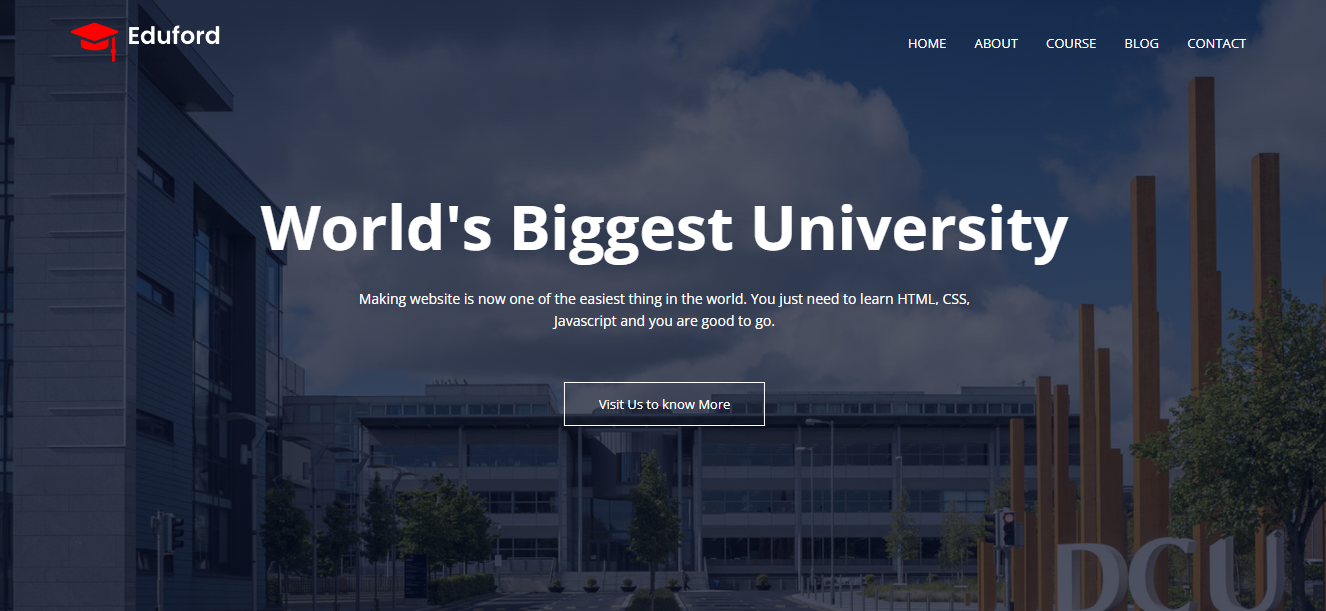 Eduford
HOME ABOUT COURSE BLOG CONTACT
World's Biggest University
Making website is now one of the easiest thing in the world. You just need to learn HTML, CSS,
Javascript and you are good to go.
Visit Us to know More
DCU